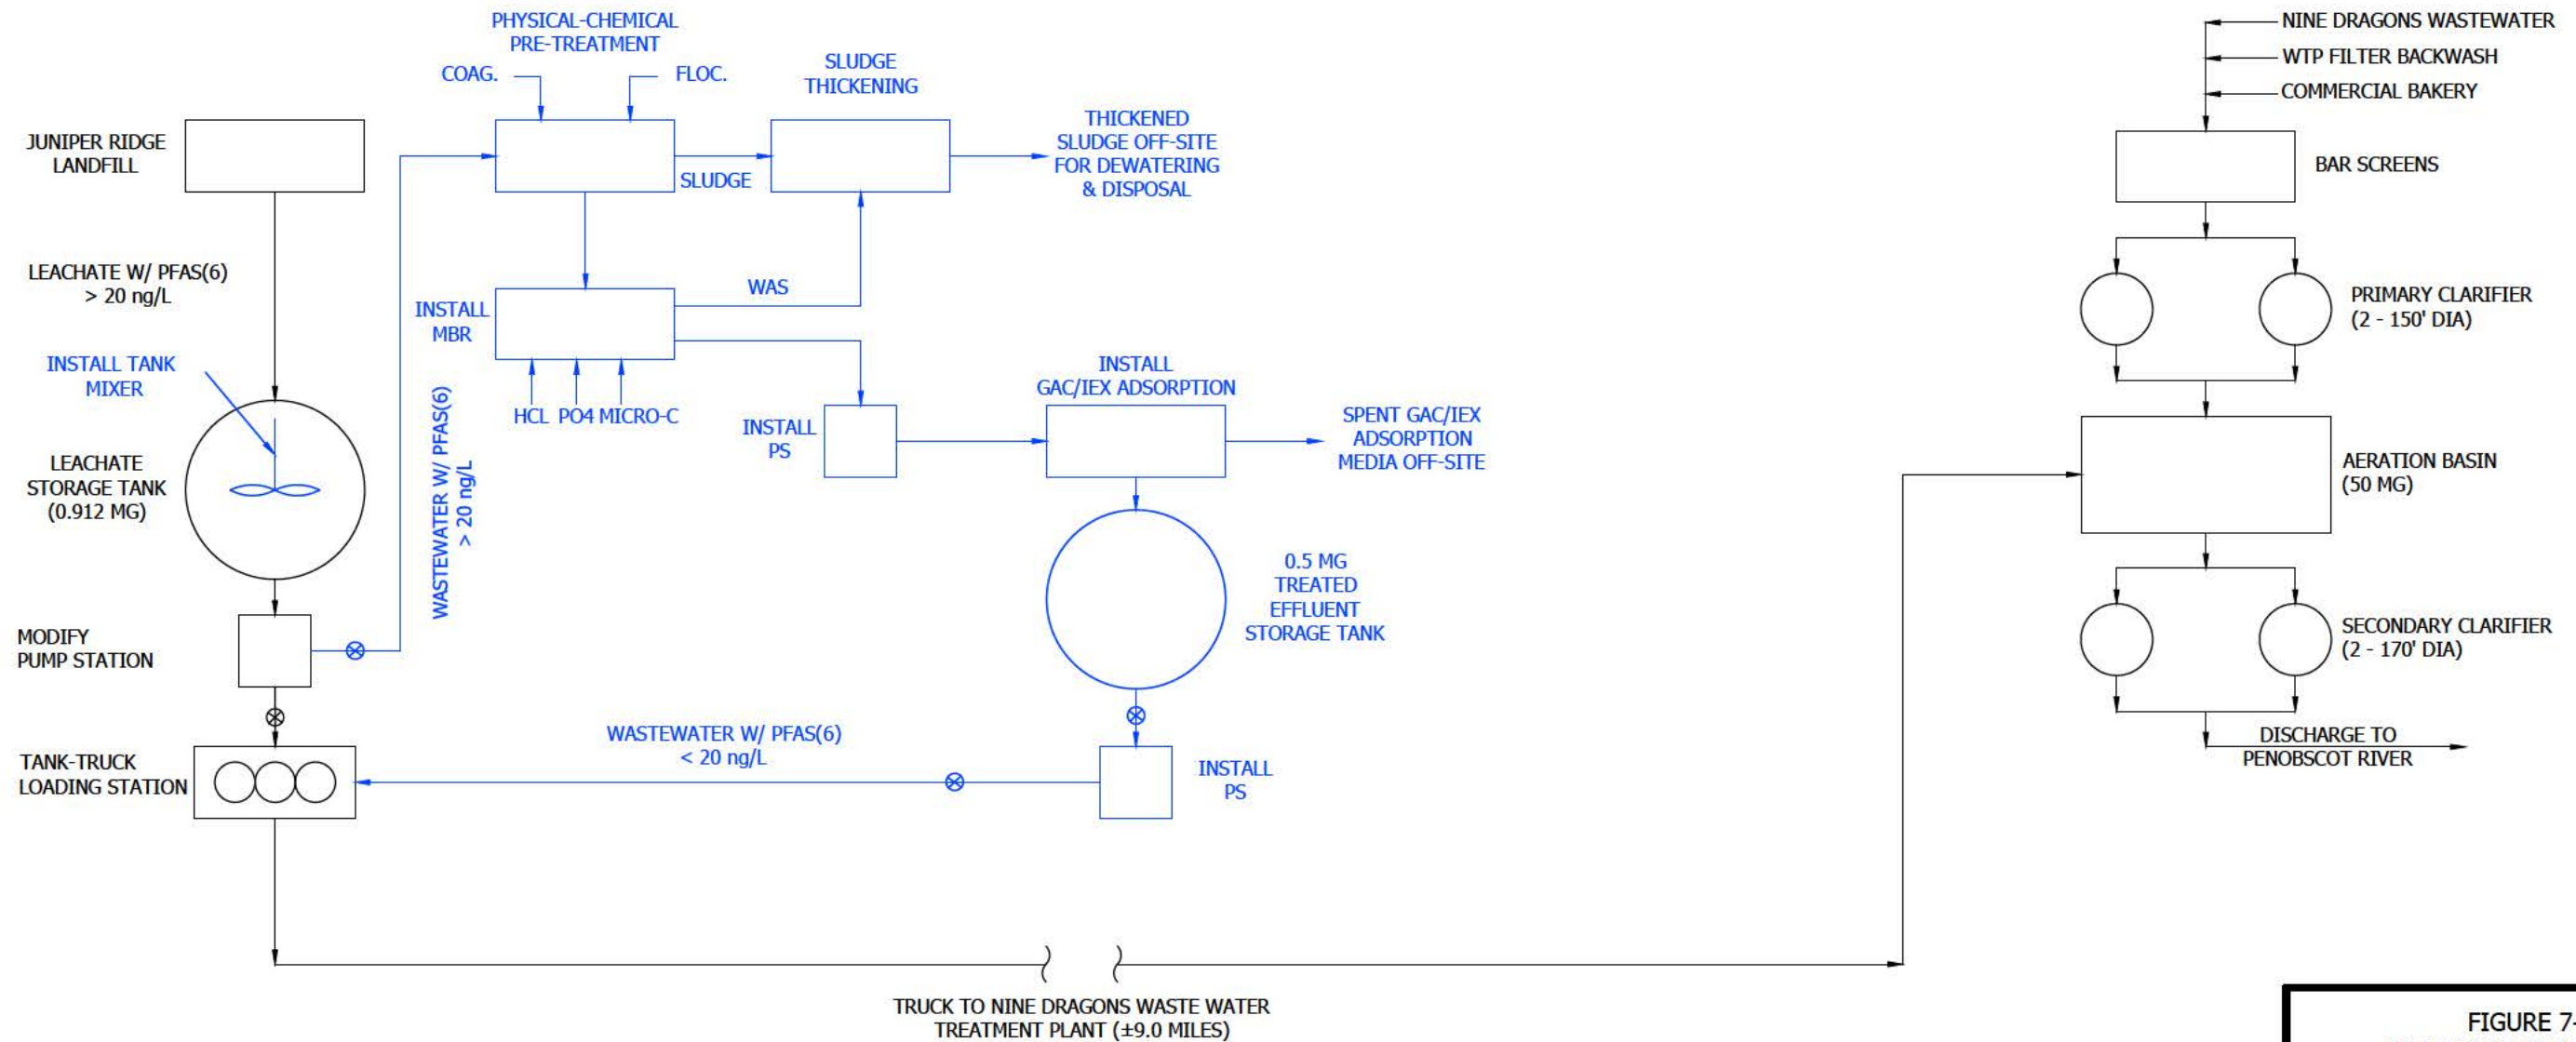 PHYSICAL-CHEMICAL
PRE-TREATMENT
COAG.
FLOC.
SLUDGE
THICKENING
JUNIPER RIDGE
LANDFILL
SLUDGE
THICKENED
SLUDGE OFF-SITE
FOR DEWATERING
& DISPOSAL
LEACHATE W/ PFAS(6)
> 20 ng/L
INSTALL
MBR
WAS
HCL PO4 MICRO-C
INSTALL TANK
MIXER
WASTEWATER W/ PFAS(6)
> 20 ng/L
INSTALL
PS
INSTALL
GAC/IEX ADSORPTION
SPENT GAC/IEX
ADSORPTION
MEDIA OFF-SITE
LEACHATE
STORAGE TANK
(0.912 MG)
0.5 MG
TREATED
EFFLUENT
STORAGE TANK
MODIFY
PUMP STATION
TANK-TRUCK
LOADING STATION
WASTEWATER W/ PFAS(6)
< 20 ng/L
INSTALL
PS
TRUCK TO NINE DRAGONS WASTE WATER
TREATMENT PLANT (±9.0 MILES)
NINE DRAGONS WASTEWATER
WTP FILTER BACKWASH
COMMERCIAL BAKERY
BAR SCREENS
PRIMARY CLARIFIER
(2 - 150' DIA)
AERATION BASIN
(50 MG)
SECONDARY CLARIFIER
(2 - 170' DIA)
DISCHARGE TO
PENOBSCOT RIVER
FIGURE 7-